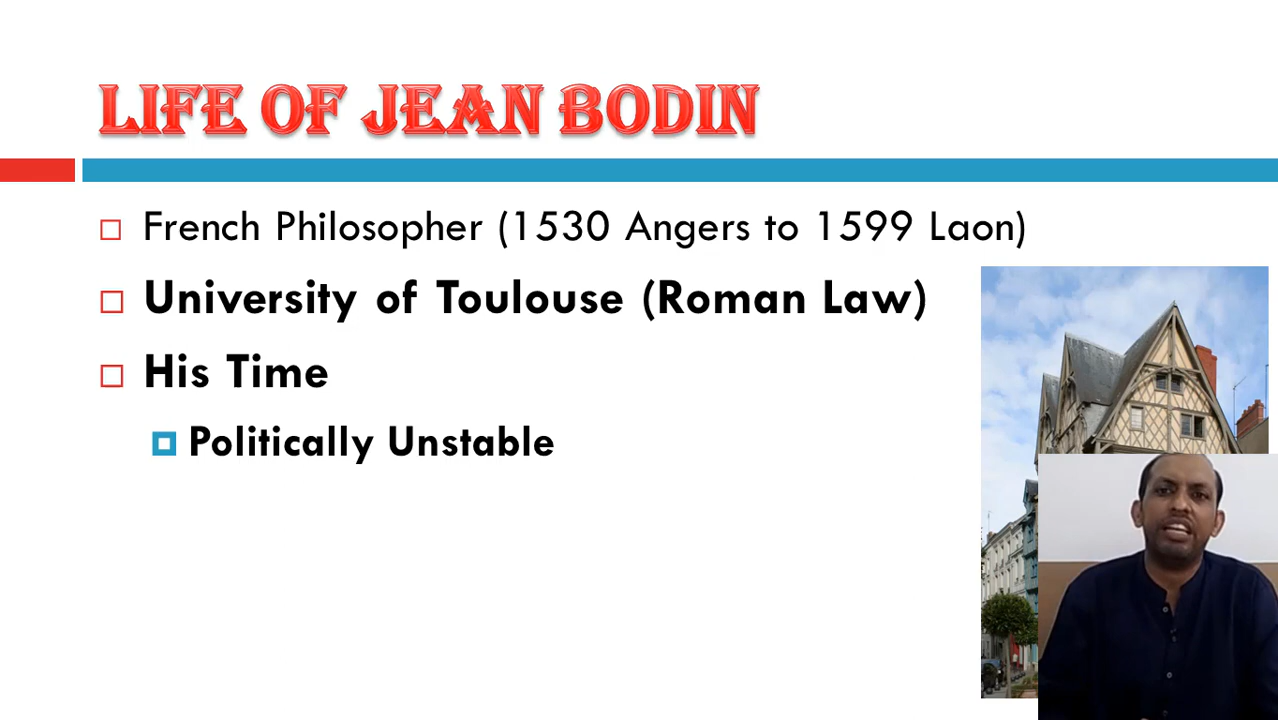 LIFE OF JEAN BODIN
French Philosopher (1530 Angers to 1599 Laon)
University of Toulouse (Roman Law)
His Time
Politically Unstable